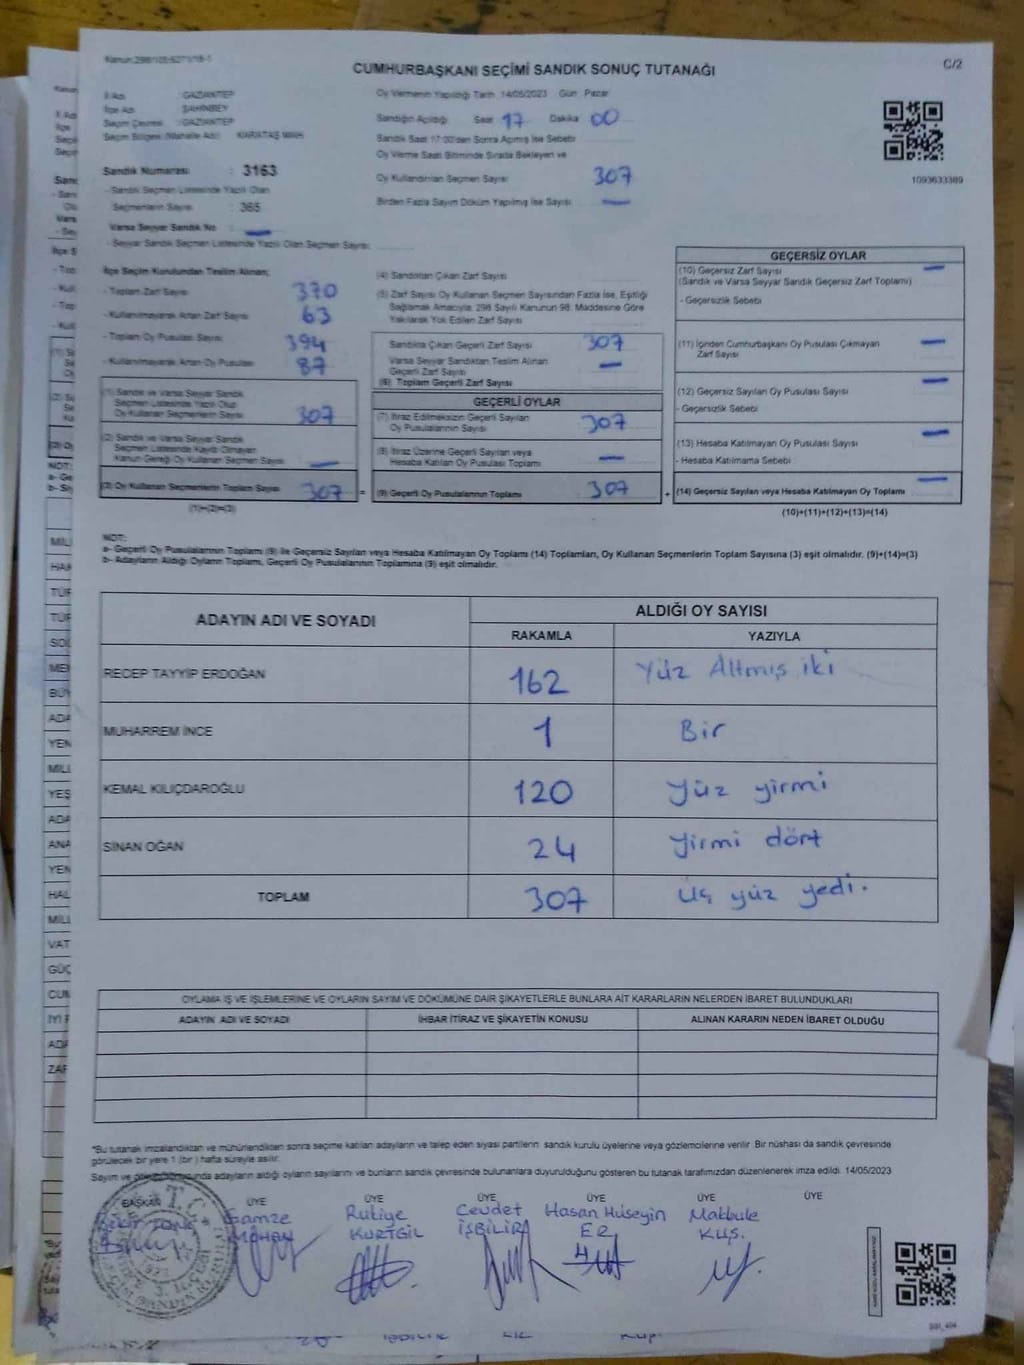 Kanun:298/105-6271/18-1
CUMHURBAŞKANI SEÇİMİ SANDIK SONUÇ TUTANAĞI
C/2
İl Adı : GAZİANTEP
İlçe Adı : ŞAHİNBEY
Seçim Çevresi : GAZİANTEP
Seçim Bölgesi (Mahalle Adı) : KARATAŞ MAH.
Sandık Numarası : 3163
- Sandık Seçmen Listesinde Yazılı Olan
Seçmenlerin Sayısı : 365
Varsa Seyyar Sandık No : —
- Seyyar Sandık Seçmen Listesinde Yazılı Olan Seçmen Sayısı:
Oy Vermenin Yapıldığı Tarih: 14/05/2023 Gün: Pazar
Sandığın Açıldığı Saat 17 Dakika 00
Sandık Saat 17:00'den Sonra Açılmış İse Sebebi
Oy Verme Saati Bitiminde Sırada Bekleyen ve
Oy Kullandırılan Seçmen Sayısı 307
Birden Fazla Sayım Döküm Yapılmış İse Sayısı —
1093633389
İlçe Seçim Kurulundan Teslim Alınan;
- Toplam Zarf Sayısı 370
- Kullanılmayarak Artan Zarf Sayısı 63
- Toplam Oy Pusulası Sayısı 394
- Kullanılmayarak Artan Oy Pusulası 87
(1) Sandık ve Varsa Seyyar Sandık
Seçmen Listesinde Yazılı Olup
Oy Kullanan Seçmenlerin Sayısı 307
(2) Sandık ve Varsa Seyyar Sandık
Seçmen Listesinde Kayıtlı Olmayan
Kanun Gereği Oy Kullanan Seçmen Sayısı —
(3) Oy Kullanan Seçmenlerin Toplam Sayısı 307 =
(1)+(2)=(3)
(4) Sandıktan Çıkan Zarf Sayısı
(5) Zarf Sayısı Oy Kullanan Seçmen Sayısından Fazla İse, Eşitliği
Sağlamak Amacıyla, 298 Sayılı Kanunun 98. Maddesine Göre
Yakılarak Yok Edilen Zarf Sayısı
Sandıkta Çıkan Geçerli Zarf Sayısı 307
Varsa Seyyar Sandıktan Teslim Alınan
Geçerli Zarf Sayısı —
(6) Toplam Geçerli Zarf Sayısı
GEÇERLİ OYLAR
(7) İtiraz Edilmeksizin Geçerli Sayılan
Oy Pusulalarının Sayısı 307
(8) İtiraz Üzerine Geçerli Sayılan veya
Hesaba Katılan Oy Pusulası Toplamı —
(9) Geçerli Oy Pusulalarının Toplamı 307 +
GEÇERSİZ OYLAR
(10) Geçersiz Zarf Sayısı —
(Sandık ve Varsa Seyyar Sandık Geçersiz Zarf Toplamı)
- Geçersizlik Sebebi
(11) İçinden Cumhurbaşkanı Oy Pusulası Çıkmayan —
Zarf Sayısı
(12) Geçersiz Sayılan Oy Pusulası Sayısı —
- Geçersizlik Sebebi
(13) Hesaba Katılmayan Oy Pusulası Sayısı —
- Hesaba Katılmama Sebebi
(14) Geçersiz Sayılan veya Hesaba Katılmayan Oy Toplamı —
(10)+(11)+(12)+(13)=(14)
NOT:
a- Geçerli Oy Pusulalarının Toplamı (9) ile Geçersiz Sayılan veya Hesaba Katılmayan Oy Toplamı (14) Toplamları, Oy Kullanan Seçmenlerin Toplam Sayısına (3) eşit olmalıdır. (9)+(14)=(3)
b- Adayların Aldığı Oyların Toplamı, Geçerli Oy Pusulalarının Toplamına (9) eşit olmalıdır.
ADAYIN ADI VE SOYADI
ALDIĞI OY SAYISI
RAKAMLA YAZIYLA
RECEP TAYYİP ERDOĞAN 162 Yüz Altmış iki
MUHARREM İNCE 1 Bir
KEMAL KILIÇDAROĞLU 120 Yüz yirmi
SİNAN OĞAN 24 Yirmi dört
TOPLAM 307 Üç yüz yedi.
OYLAMA İŞ VE İŞLEMLERİNE VE OYLARIN SAYIM VE DÖKÜMÜNE DAİR ŞİKAYETLERLE BUNLARA AİT KARARLARIN NELERDEN İBARET BULUNDUKLARI
ADAYIN ADI VE SOYADI İHBAR İTİRAZ VE ŞİKAYETİN KONUSU ALINAN KARARIN NEDEN İBARET OLDUĞU
*Bu tutanak imzalandıktan ve mühürlendikten sonra seçime katılan adayların ve talep eden siyasi partilerin sandık kurulu üyelerine veya gözlemcilerine verilir. Bir nüshası da sandık çevresinde
görülecek bir yere 1 (bir) hafta süreyle asılır.
Sayım ve dökümü sonucunda adayların aldığı oyların sayılarını ve bunların sandık çevresinde bulunanlara duyurulduğunu gösteren bu tutanak tarafımızdan düzenlenerek imza edildi. 14/05/2023
BAŞKAN ÜYE ÜYE ÜYE ÜYE ÜYE ÜYE
Gamze Rukiye Cevdet Hasan Hüseyin Makbule
KURTGİL İŞBİLİR ER KUŞ.
T.C.